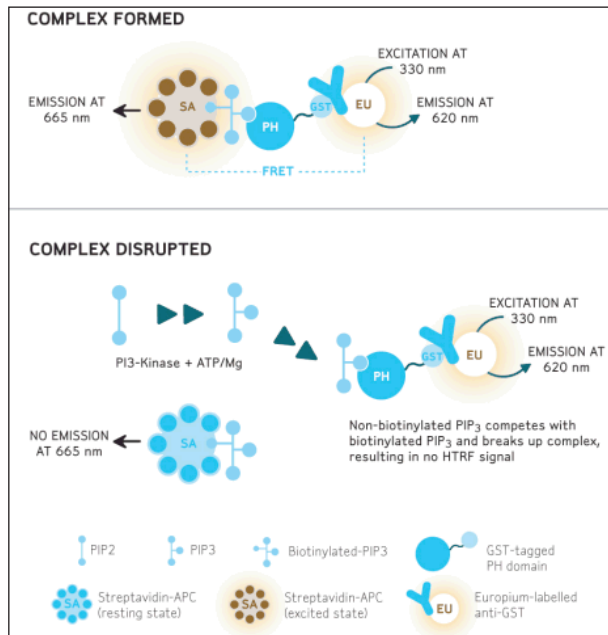 COMPLEX FORMED
EXCITATION AT
330 nm
EMISSION AT
665 nm
SA
PH
GST
EU
EMISSION AT
620 nm
FRET
COMPLEX DISRUPTED
PI3-Kinase + ATP/Mg
EXCITATION AT
330 nm
PH
GST
EU
EMISSION AT
620 nm
NO EMISSION
AT 665 nm
SA
Non-biotinylated PIP3 competes with
biotinylated PIP3 and breaks up complex,
resulting in no HTRF signal
PIP2
PIP3
Biotinylated-PIP3
GST-tagged
PH domain
SA
Streptavidin-APC
(resting state)
SA
Streptavidin-APC
(excited state)
EU
Europium-labelled
anti-GST